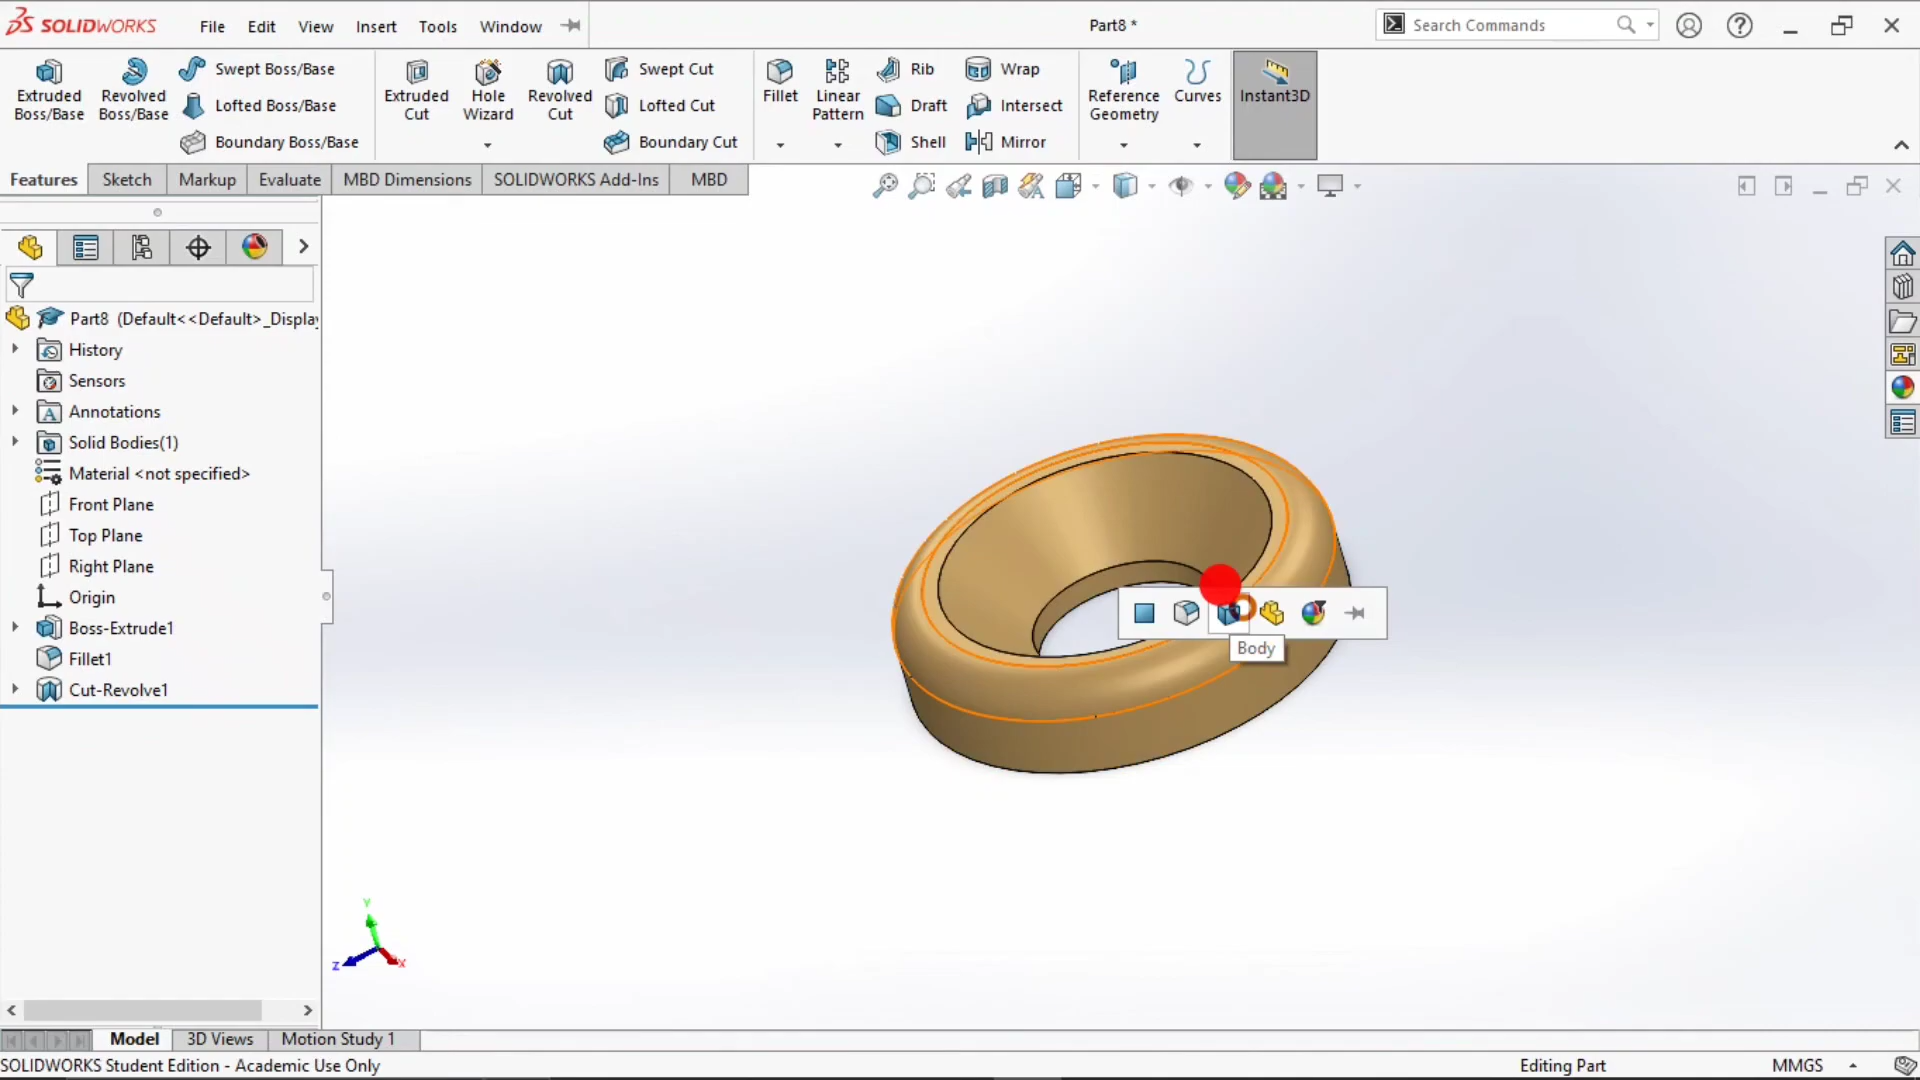 SOLIDWORKS File Edit View Insert Tools Window Part8 * Search Commands
Extruded Boss/Base
Revolved Boss/Base
Swept Boss/Base
Lofted Boss/Base
Boundary Boss/Base
Extruded Cut
Hole Wizard
Revolved Cut
Swept Cut
Lofted Cut
Boundary Cut
Fillet
Linear Pattern
Rib
Draft
Shell
Wrap
Intersect
Mirror
Reference Geometry
Curves
Instant3D
Features Sketch Markup Evaluate MBD Dimensions SOLIDWORKS Add-Ins MBD
Part8 (Default<<Default>_Display
History
Sensors
A Annotations
Solid Bodies(1)
Material <not specified>
Front Plane
Top Plane
Right Plane
Origin
Boss-Extrude1
Fillet1
Cut-Revolve1
Body
Y
Z X
Model 3D Views Motion Study 1
SOLIDWORKS Student Edition - Academic Use Only Editing Part MMGS